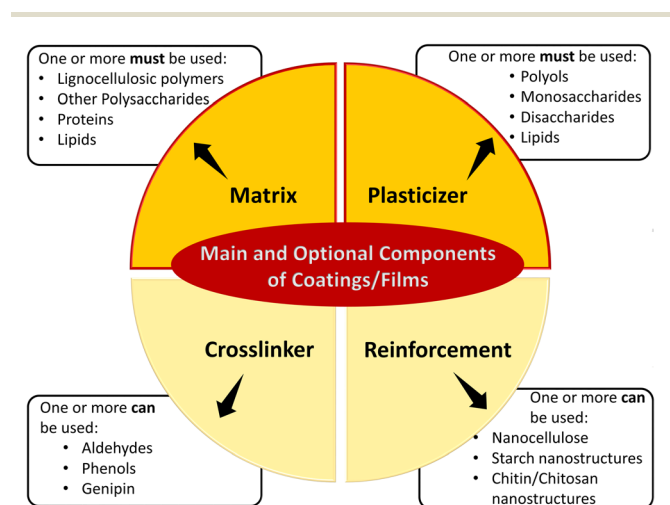 One or more must be used:
• Lignocellulosic polymers
• Other Polysaccharides
• Proteins
• Lipids
One or more must be used:
• Polyols
• Monosaccharides
• Disaccharides
• Lipids
Matrix
Plasticizer
Main and Optional Components
of Coatings/Films
Crosslinker
Reinforcement
One or more can
be used:
• Aldehydes
• Phenols
• Genipin
One or more can
be used:
• Nanocellulose
• Starch nanostructures
• Chitin/Chitosan
nanostructures